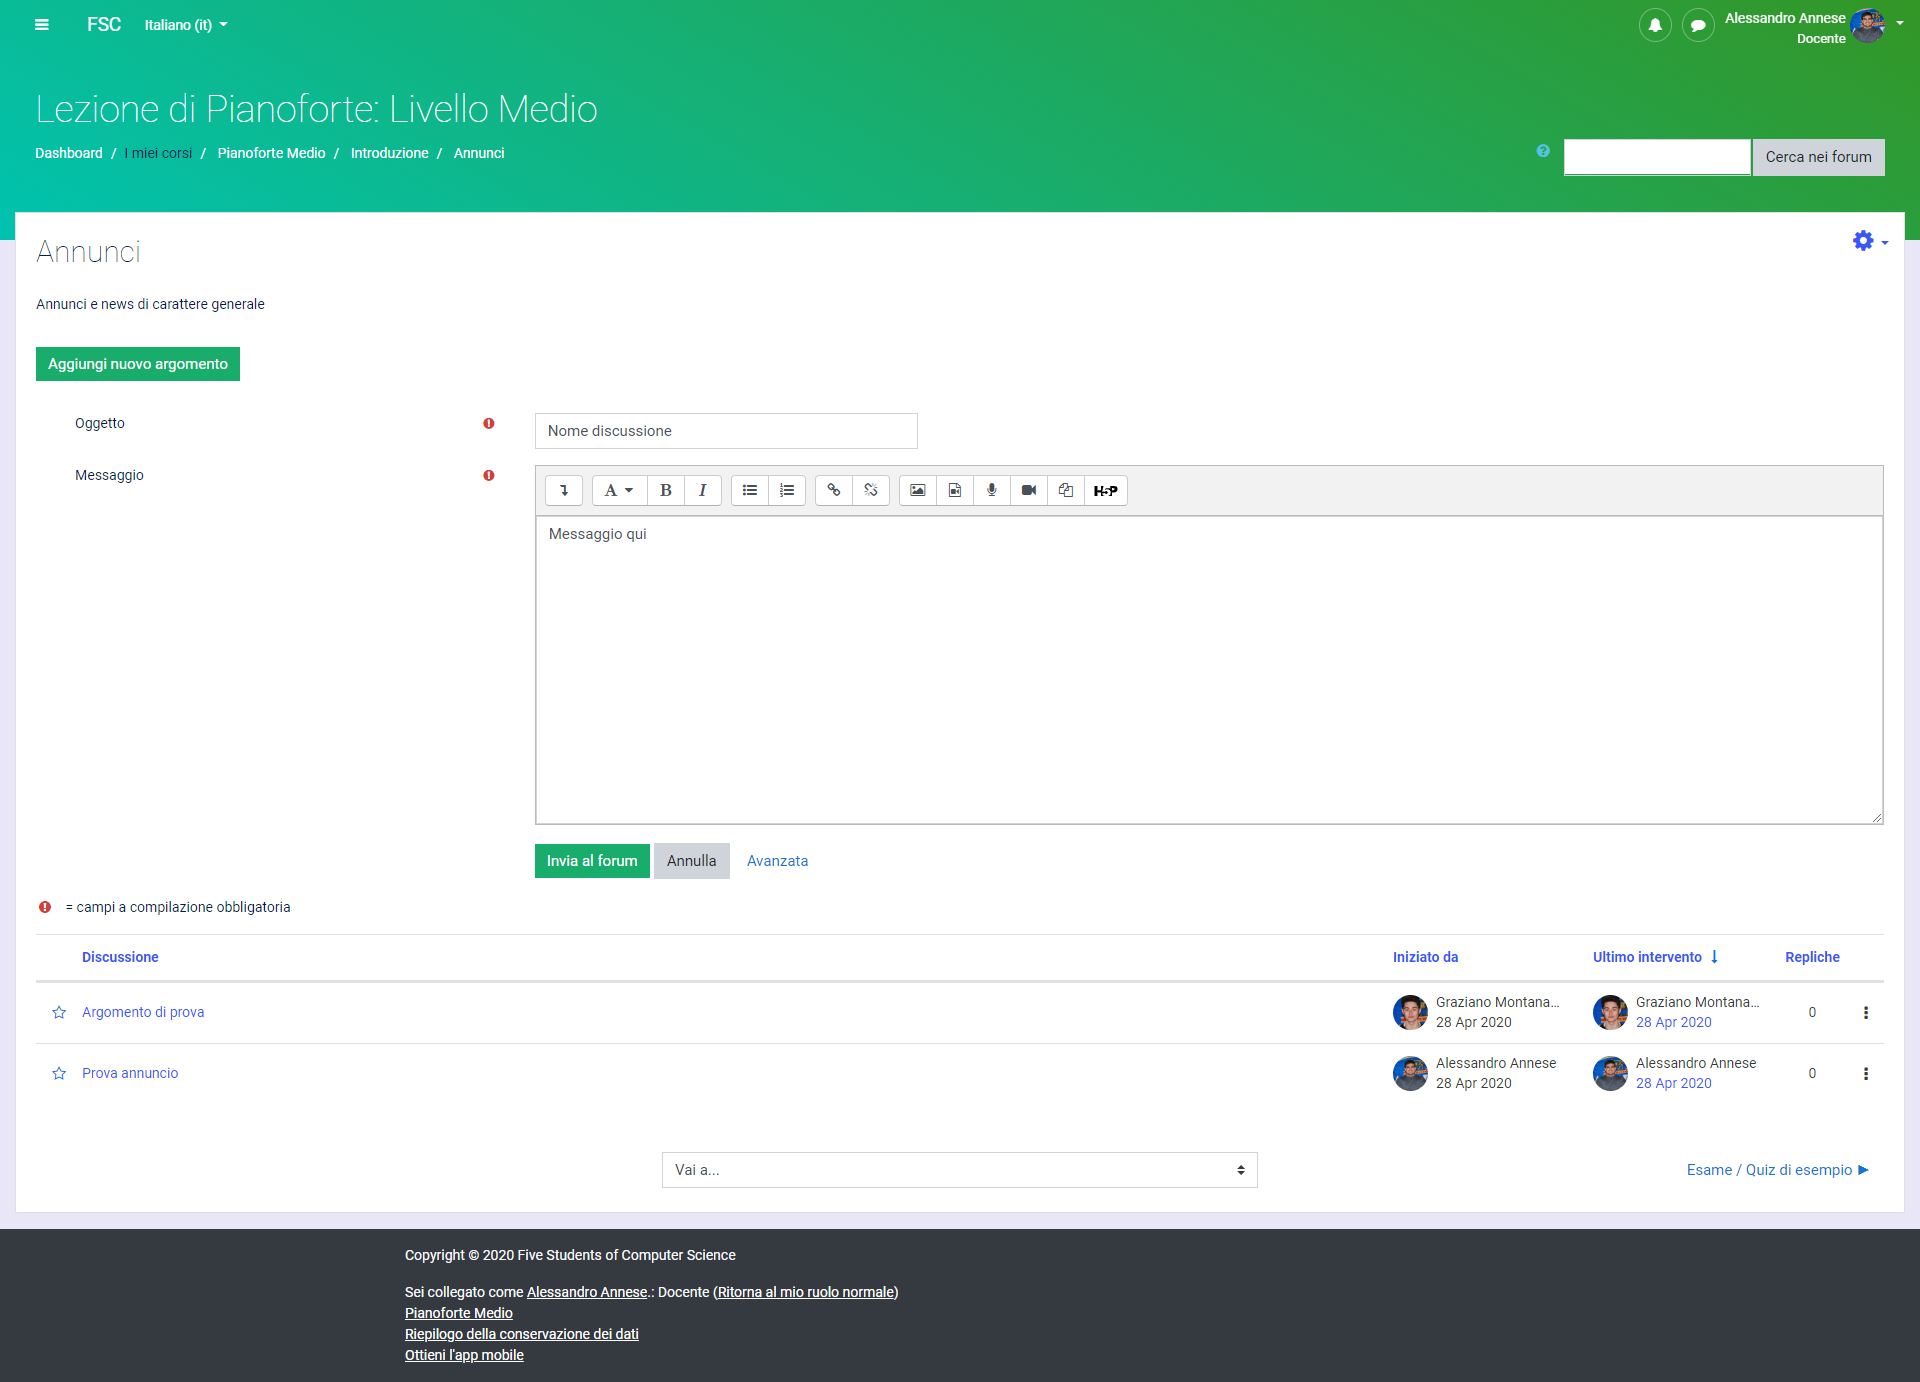 FSC Italiano (it)
Alessandro Annese
Docente
Lezione di Pianoforte: Livello Medio
Dashboard / I miei corsi / Pianoforte Medio / Introduzione / Annunci
Cerca nei forum
Annunci
Annunci e news di carattere generale
Aggiungi nuovo argomento
Oggetto
Nome discussione
Messaggio
A B I
H5P
Messaggio qui
Invia al forum Annulla Avanzata
= campi a compilazione obbligatoria
Discussione Iniziato da Ultimo intervento Repliche
Argomento di prova Graziano Montana... Graziano Montana... 0
28 Apr 2020 28 Apr 2020
Prova annuncio Alessandro Annese Alessandro Annese 0
28 Apr 2020 28 Apr 2020
Vai a...
Esame / Quiz di esempio
Copyright © 2020 Five Students of Computer Science
Sei collegato come Alessandro Annese.: Docente (Ritorna al mio ruolo normale)
Pianoforte Medio
Riepilogo della conservazione dei dati
Ottieni l'app mobile